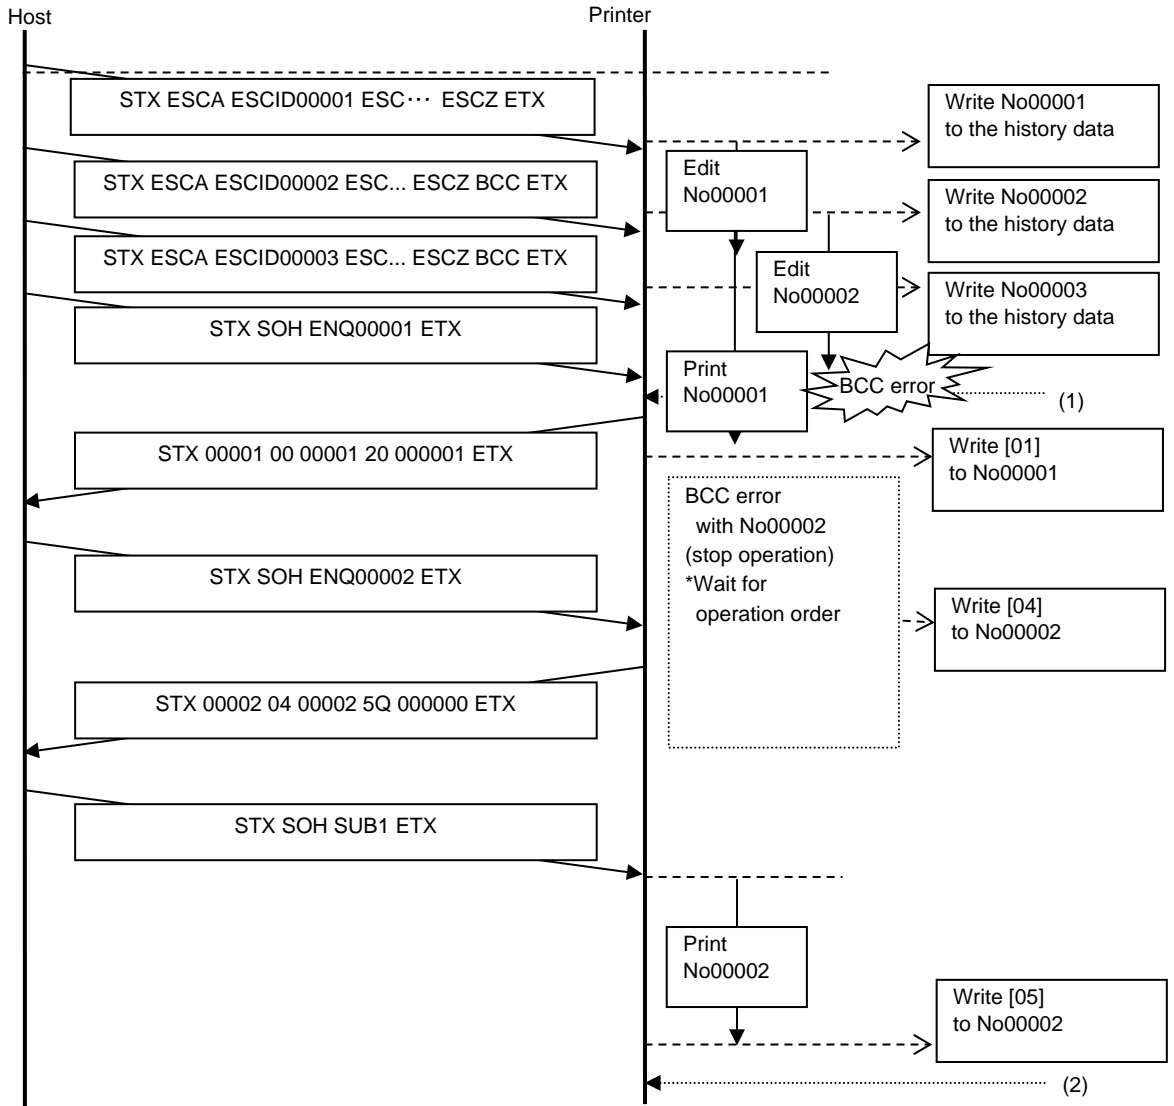 Host
Printer
STX ESCA ESCID00001 ESC··· ESCZ ETX
Write No00001
to the history data
Edit
No00001
STX ESCA ESCID00002 ESC... ESCZ BCC ETX
Write No00002
to the history data
STX ESCA ESCID00003 ESC... ESCZ BCC ETX
Edit
No00002
Write No00003
to the history data
STX SOH ENQ00001 ETX
Print
No00001
BCC error
(1)
STX 00001 00 00001 20 000001 ETX
Write [01]
to No00001
BCC error
with No00002
(stop operation)
*Wait for
operation order
STX SOH ENQ00002 ETX
Write [04]
to No00002
STX 00002 04 00002 5Q 000000 ETX
STX SOH SUB1 ETX
Print
No00002
Write [05]
to No00002
(2)